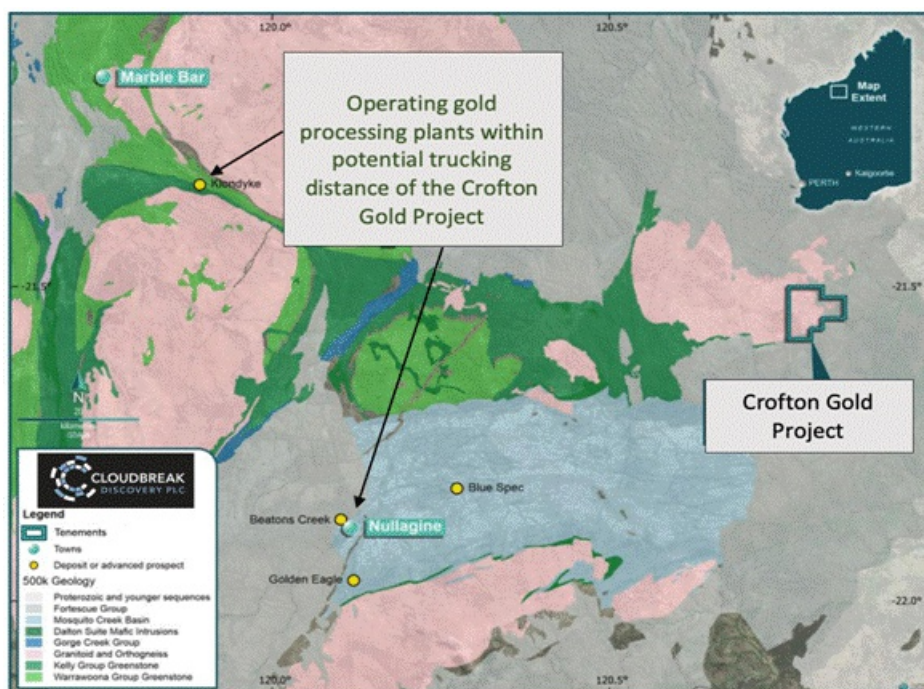 120.0°
120.5°
Marble Bar
Operating gold
processing plants within
potential trucking
distance of the Crofton
Gold Project
Map
Extent
WESTERN
AUSTRALIA
PERTH
Kalgoorlie
Klondyke
-21.5°
-21.5°
Crofton Gold
Project
N
CLOUDBREAK
DISCOVERY PLC
Legend
Tenements
Towns
Deposit or advanced prospect
500k Geology
Proterozoic and younger sequences
Fortescue Group
Mosquito Creek Basin
Dalton Suite Mafic Intrusions
Gorge Creek Group
Granitoid and Orthogneiss
Kelly Group Greenstone
Warrawoona Group Greenstone
Blue Spec
Beatons Creek
Nullagine
Golden Eagle
-22.0°
120.0°
120.5°